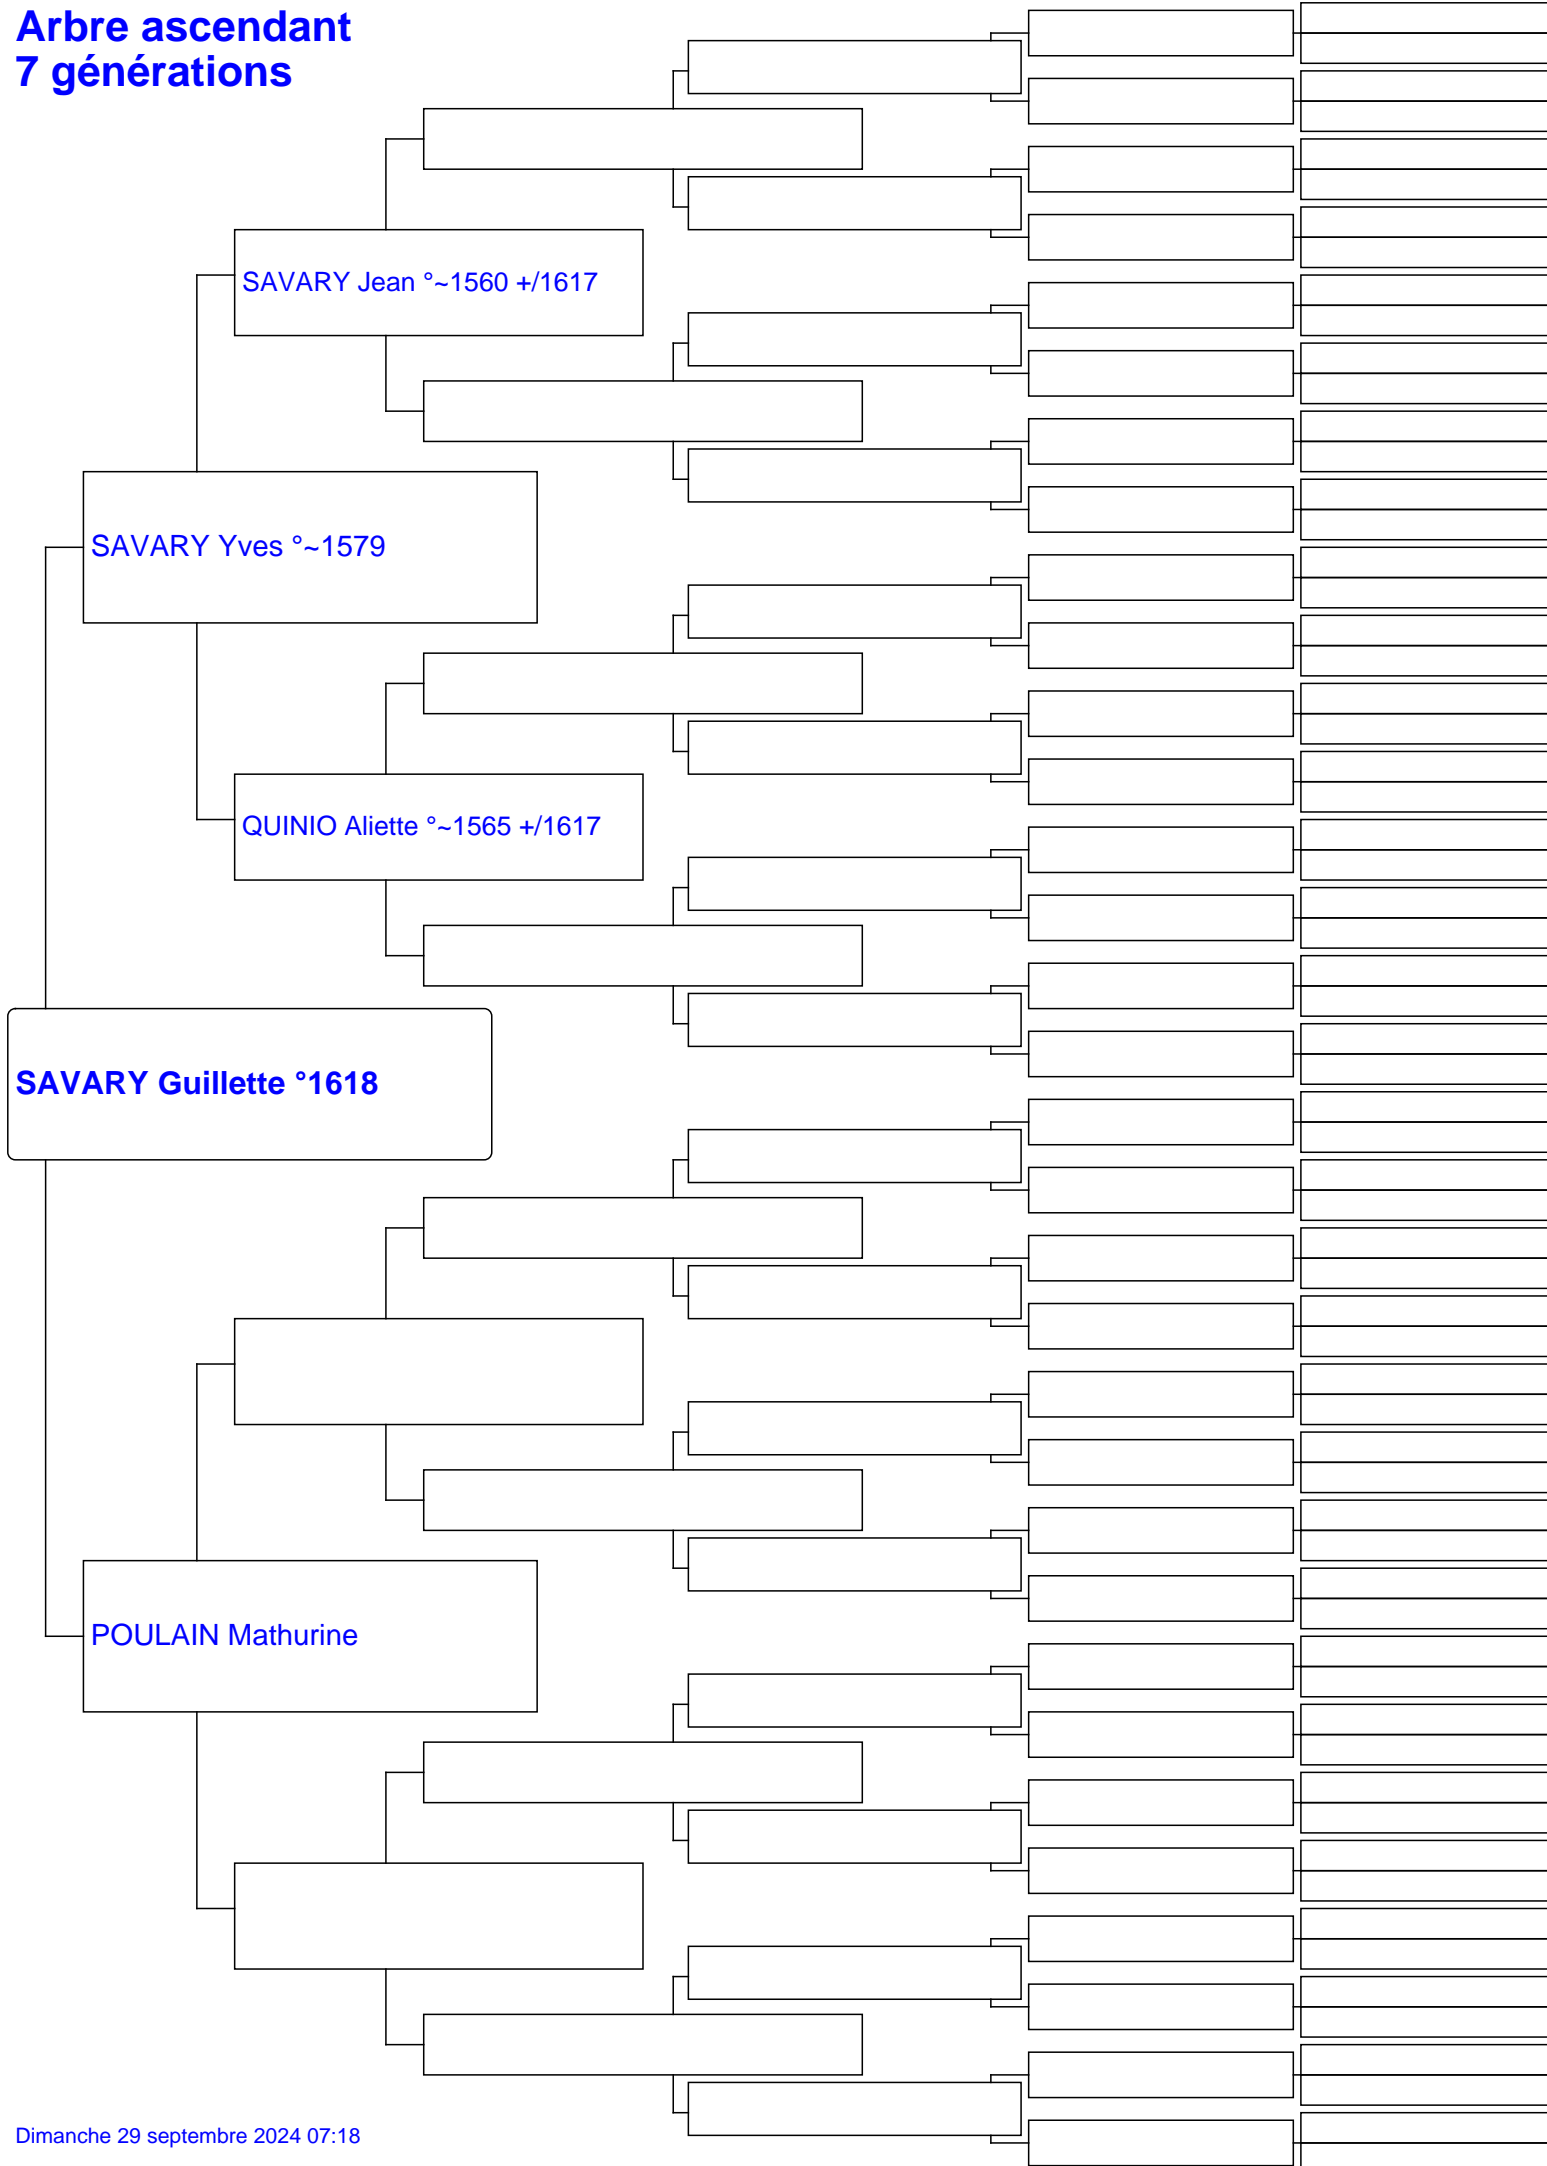 Arbre ascendant
7 générations
SAVARY Jean °~1560 +/1617
SAVARY Yves °~1579
QUINIO Aliette °~1565 +/1617
SAVARY Guillette °1618
POULAIN Mathurine
Dimanche 29 septembre 2024 07:18